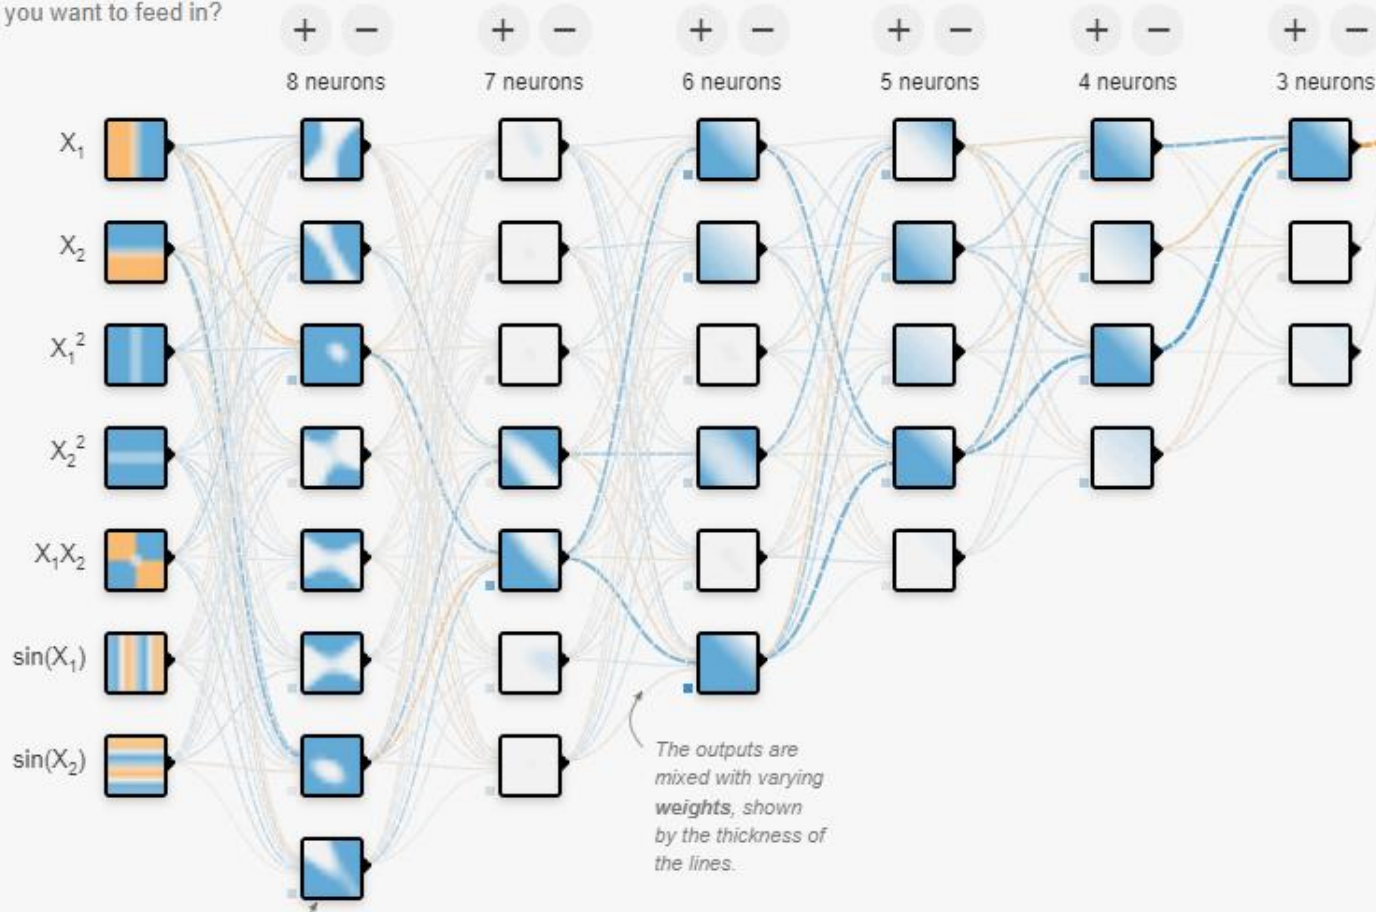 you want to feed in?
+ − + − + − + − + − + −
8 neurons 7 neurons 6 neurons 5 neurons 4 neurons 3 neurons
X₁
X₂
X₁²
X₂²
X₁X₂
sin(X₁)
sin(X₂)
The outputs are
mixed with varying
weights, shown
by the thickness of
the lines.